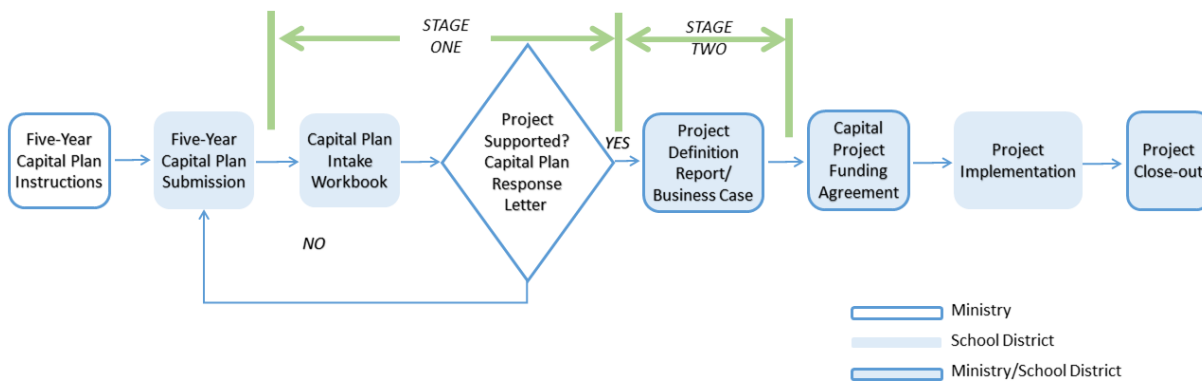 STAGE
ONE
STAGE
TWO
Five-Year
Capital Plan
Instructions
Five-Year
Capital Plan
Submission
Capital Plan
Intake
Workbook
Project
Supported?
Capital Plan
Response
Letter
YES
Project
Definition
Report/
Business Case
Capital
Project
Funding
Agreement
Project
Implementation
Project
Close-out
NO
Ministry
School District
Ministry/School District